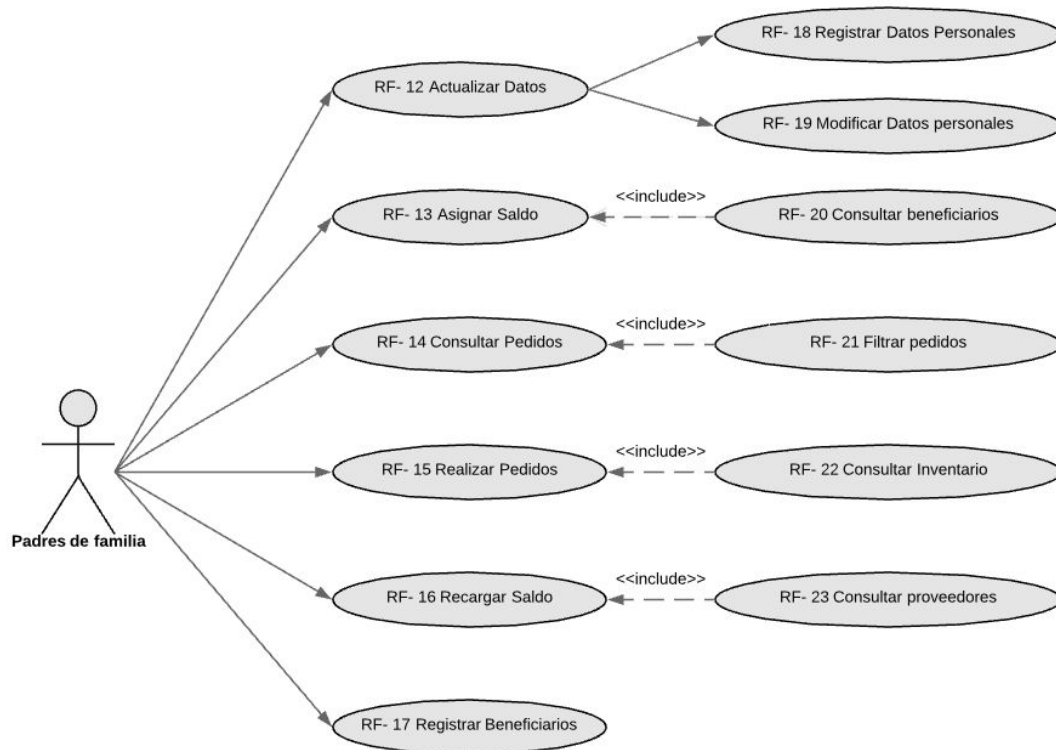 RF- 18 Registrar Datos Personales
RF- 12 Actualizar Datos
RF- 19 Modificar Datos personales
<<include>>
RF- 13 Asignar Saldo
RF- 20 Consultar beneficiarios
<<include>>
RF- 14 Consultar Pedidos
RF- 21 Filtrar pedidos
<<include>>
RF- 15 Realizar Pedidos
RF- 22 Consultar Inventario
Padres de familia
<<include>>
RF- 16 Recargar Saldo
RF- 23 Consultar proveedores
RF- 17 Registrar Beneficiarios